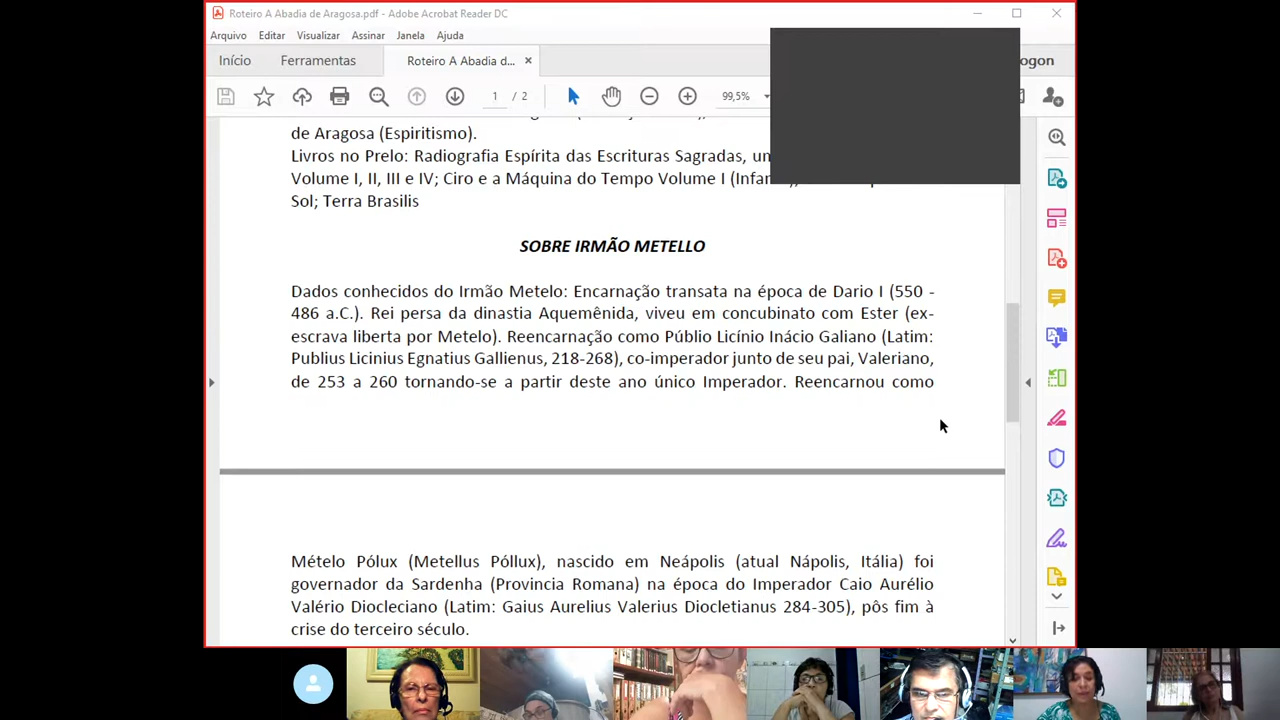 Roteiro A Abadia de Aragosa.pdf - Adobe Acrobat Reader DC
Arquivo Editar Visualizar Assinar Janela Ajuda
Início Ferramentas Roteiro A Abadia d... × ogon
1 / 2 99,5%
de Aragosa (Espiritismo).
Livros no Prelo: Radiografia Espírita das Escrituras Sagradas,
Volume I, II, III e IV; Ciro e a Máquina do Tempo Volume I
Sol; Terra Brasilis
SOBRE IRMÃO METELLO
Dados conhecidos do Irmão Metelo: Encarnação transata na época de Dario I (550 -
486 a.C.). Rei persa da dinastia Aquemênida, viveu em concubinato com Ester (ex-
escrava liberta por Metelo). Reencarnação como Públio Licínio Inácio Galiano (Latim:
Publius Licinius Egnatius Gallienus, 218-268), co-imperador junto de seu pai, Valeriano,
de 253 a 260 tornando-se a partir deste ano único Imperador. Reencarnou como
Mételo Pólux (Metellus Póllux), nascido em Neápolis (atual Nápolis, Itália) foi
governador da Sardenha (Provincia Romana) na época do Imperador Caio Aurélio
Valério Diocleciano (Latim: Gaius Aurelius Valerius Diocletianus 284-305), pôs fim à
crise do terceiro século.